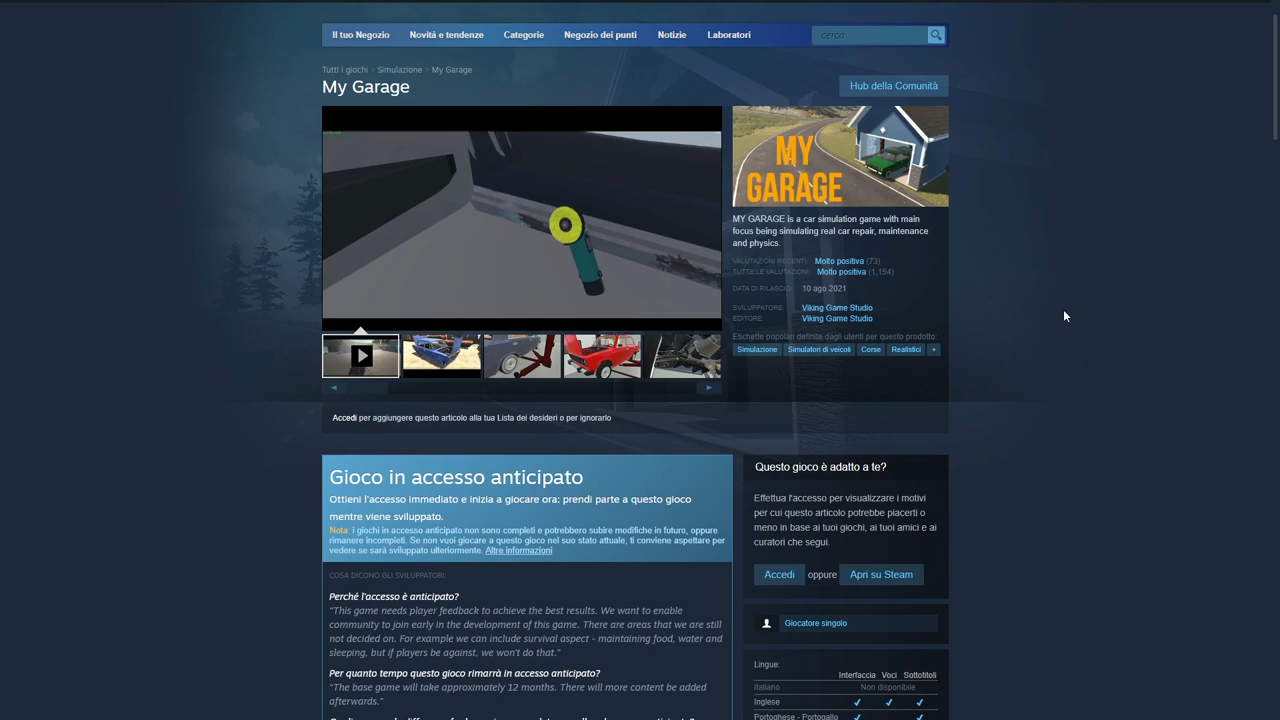 Il tuo Negozio Novità e tendenze Categorie Negozio dei punti Notizie Laboratori cerca
Tutti i giochi > Simulazione > My Garage
My Garage
Hub della Comunità
MY
GARAGE
MY GARAGE is a car simulation game with main
focus being simulating real car repair, maintenance
and physics.
VALUTAZIONI RECENTI: Molto positiva (73)
TUTTE LE VALUTAZIONI: Molto positiva (1,154)
DATA DI RILASCIO: 10 ago 2021
SVILUPPATORE: Viking Game Studio
EDITORE: Viking Game Studio
Etichette popolari definite dagli utenti per questo prodotto:
Simulazione Simulatori di veicoli Corse Realistici +
Accedi per aggiungere questo articolo alla tua Lista dei desideri o per ignorarlo
Gioco in accesso anticipato
Ottieni l'accesso immediato e inizia a giocare ora: prendi parte a questo gioco
mentre viene sviluppato.
Nota: i giochi in accesso anticipato non sono completi e potrebbero subire modifiche in futuro, oppure
rimanere incompleti. Se non vuoi giocare a questo gioco nel suo stato attuale, ti conviene aspettare per
vedere se sarà sviluppato ulteriormente. Altre informazioni
COSA DICONO GLI SVILUPPATORI:
Perché l'accesso è anticipato?
“This game needs player feedback to achieve the best results. We want to enable
community to join early in the development of this game. There are areas that we are still
not decided on. For example we can include survival aspect - maintaining food, water and
sleeping, but if players be against, we won't do that.”
Per quanto tempo questo gioco rimarrà in accesso anticipato?
“The base game will take approximately 12 months. There will more content be added
afterwards.”
Questo gioco è adatto a te?
Effettua l'accesso per visualizzare i motivi
per cui questo articolo potrebbe piacerti o
meno in base ai tuoi giochi, ai tuoi amici e ai
curatori che segui.
Accedi oppure Apri su Steam
Giocatore singolo
Lingue:
Interfaccia Voci Sottotitoli
Italiano Non disponibile
Inglese ✔ ✔ ✔
Portoghese - Portogallo ✔ ✔